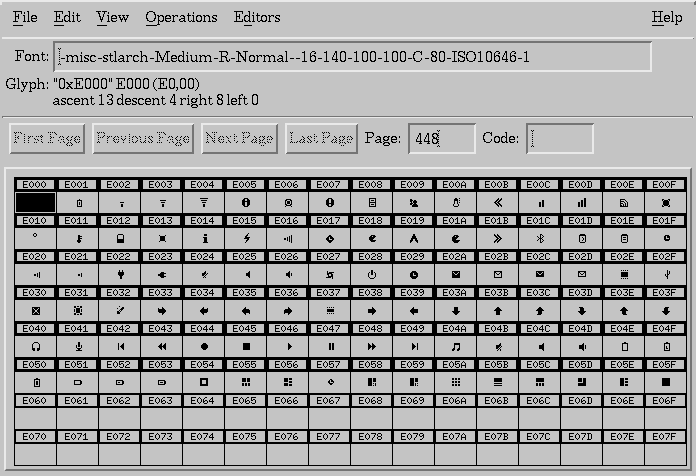 File Edit View Operations Editors Help
Font: -misc-stlarch-Medium-R-Normal--16-140-100-100-C-80-ISO10646-1
Glyph: "0xE000" E000 (E0,00)
ascent 13 descent 4 right 8 left 0
First Page Previous Page Next Page Last Page Page: 448 Code:
E000 E001 E002 E003 E004 E005 E006 E007 E008 E009 E00A E00B E00C E00D E00E E00F
E010 E011 E012 E013 E014 E015 E016 E017 E018 E019 E01A E01B E01C E01D E01E E01F
E020 E021 E022 E023 E024 E025 E026 E027 E028 E029 E02A E02B E02C E02D E02E E02F
E030 E031 E032 E033 E034 E035 E036 E037 E038 E039 E03A E03B E03C E03D E03E E03F
E040 E041 E042 E043 E044 E045 E046 E047 E048 E049 E04A E04B E04C E04D E04E E04F
E050 E051 E052 E053 E054 E055 E056 E057 E058 E059 E05A E05B E05C E05D E05E E05F
E060 E061 E062 E063 E064 E065 E066 E067 E068 E069 E06A E06B E06C E06D E06E E06F
E070 E071 E072 E073 E074 E075 E076 E077 E078 E079 E07A E07B E07C E07D E07E E07F